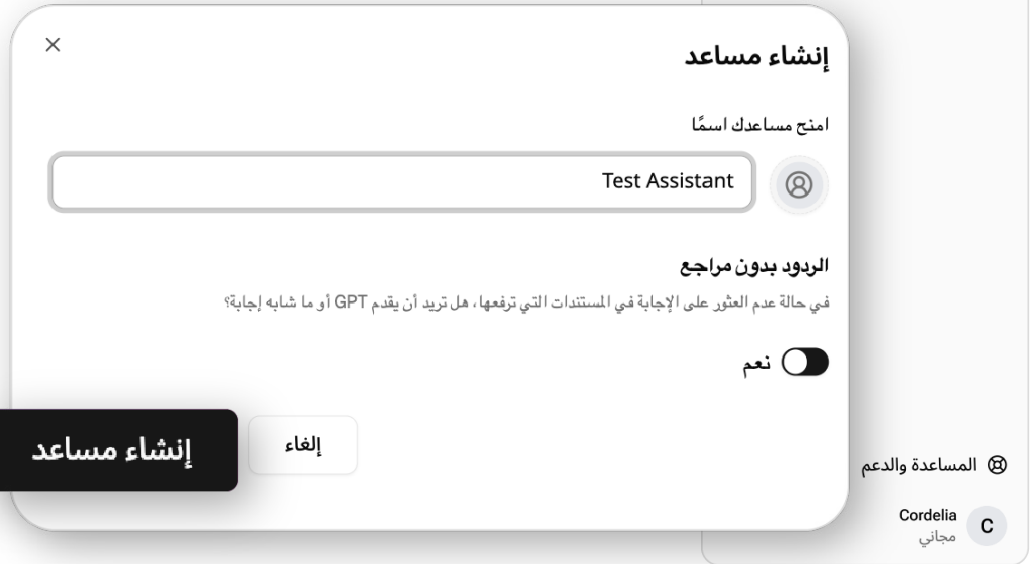 إنشاء مساعد
امنح مساعدك اسمًا
Test Assistant
الردود بدون مراجع
في حالة عدم العثور على الإجابة في المستندات التي ترفعها، هل تريد أن يقدم GPT أو ما شابه إجابة؟
نعم
إلغاء
إنشاء مساعد
المساعدة والدعم
Cordelia
C
مجاني